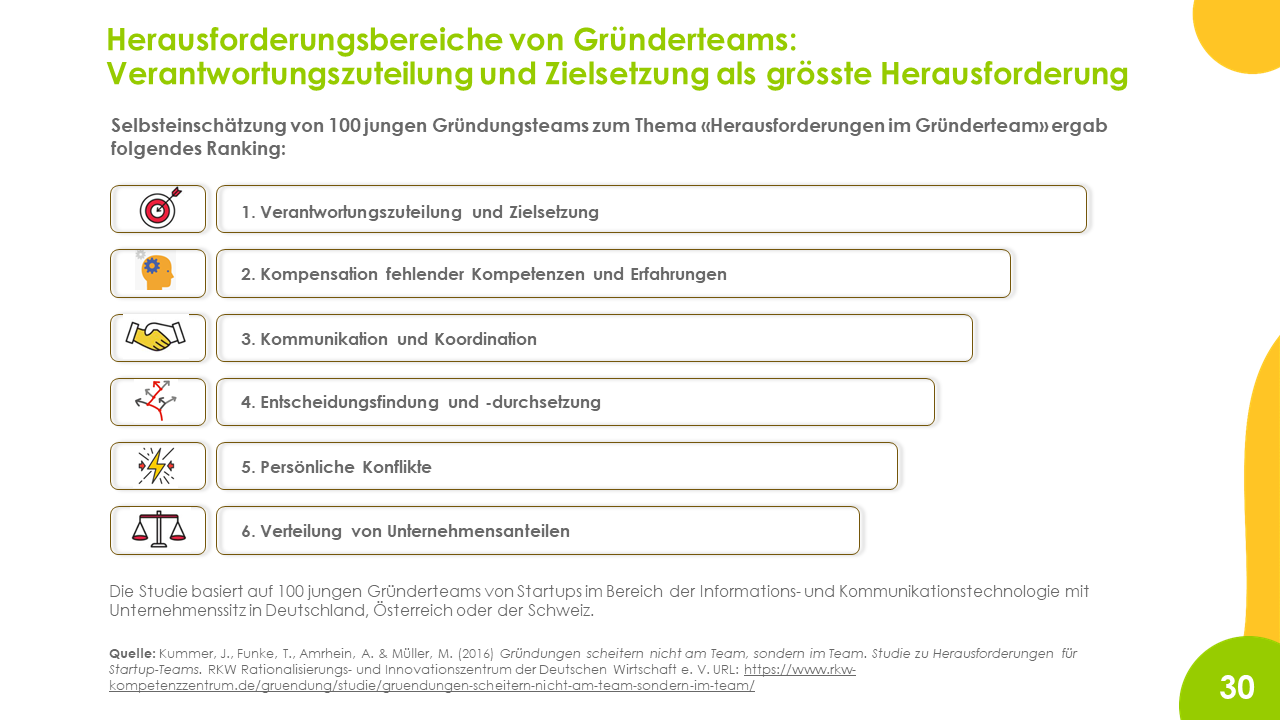 Herausforderungsbereiche von Gründerteams:
Verantwortungszuteilung und Zielsetzung als grösste Herausforderung
Selbsteinschätzung von 100 jungen Gründungsteams zum Thema «Herausforderungen im Gründerteam» ergab
folgendes Ranking:
1. Verantwortungszuteilung und Zielsetzung
2. Kompensation fehlender Kompetenzen und Erfahrungen
3. Kommunikation und Koordination
4. Entscheidungsfindung und -durchsetzung
5. Persönliche Konflikte
6. Verteilung von Unternehmensanteilen
Die Studie basiert auf 100 jungen Gründerteams von Startups im Bereich der Informations- und Kommunikationstechnologie mit
Unternehmenssitz in Deutschland, Österreich oder der Schweiz.
Quelle: Kummer, J., Funke, T., Amrhein, A. & Müller, M. (2016) Gründungen scheitern nicht am Team, sondern im Team. Studie zu Herausforderungen für
Startup-Teams. RKW Rationalisierungs- und Innovationszentrum der Deutschen Wirtschaft e. V. URL: https://www.rkw-
kompetenzzentrum.de/gruendung/studie/gruendungen-scheitern-nicht-am-team-sondern-im-team/
30